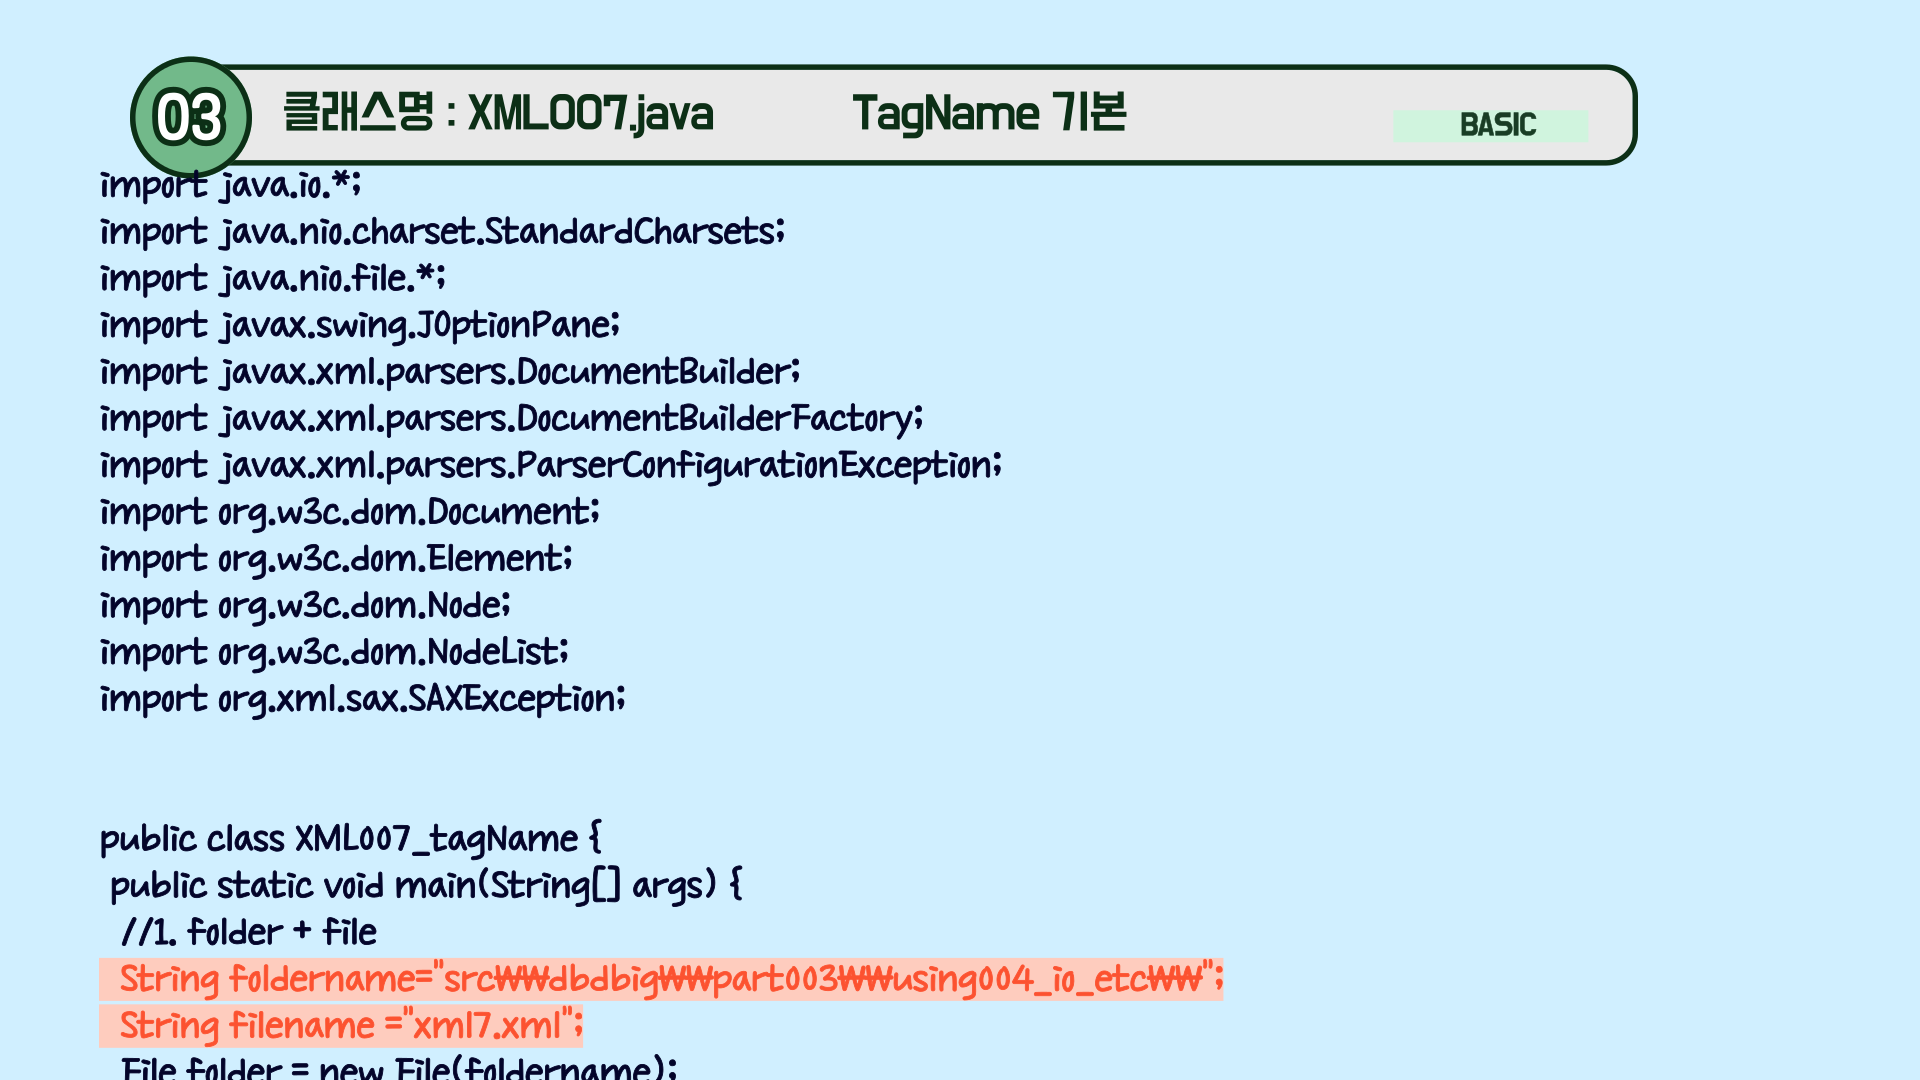 03 클래스명 : XML007.java TagName 기본 BASIC
import java.io.*;
import java.nio.charset.StandardCharsets;
import java.nio.file.*;
import javax.swing.JOptionPane;
import javax.xml.parsers.DocumentBuilder;
import javax.xml.parsers.DocumentBuilderFactory;
import javax.xml.parsers.ParserConfigurationException;
import org.w3c.dom.Document;
import org.w3c.dom.Element;
import org.w3c.dom.Node;
import org.w3c.dom.NodeList;
import org.xml.sax.SAXException;
public class XML007_tagName {
public static void main(String[] args) {
//1. folder + file
String foldername="src₩₩dbdbig₩₩part003₩₩using004_io_etc₩₩";
String filename ="xml7.xml";
File folder = new File(foldername);